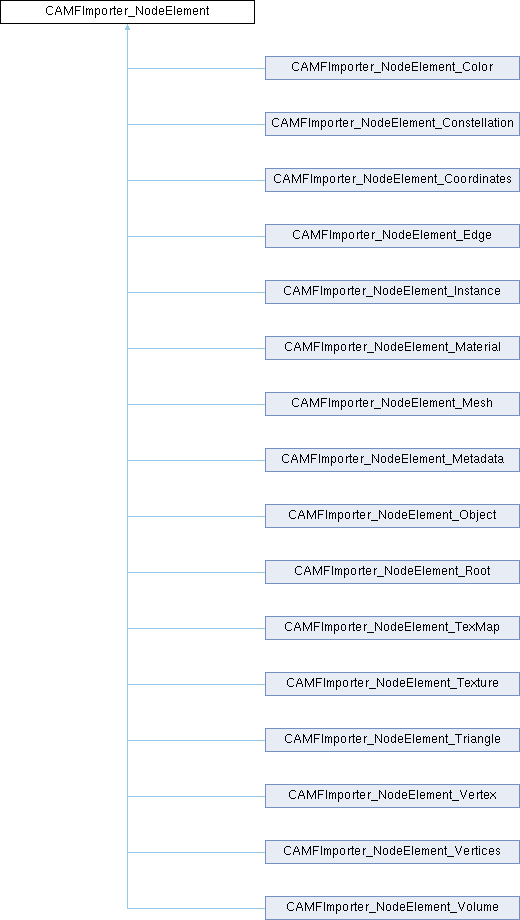 CAMFImporter_NodeElement
CAMFImporter_NodeElement_Color
CAMFImporter_NodeElement_Constellation
CAMFImporter_NodeElement_Coordinates
CAMFImporter_NodeElement_Edge
CAMFImporter_NodeElement_Instance
CAMFImporter_NodeElement_Material
CAMFImporter_NodeElement_Mesh
CAMFImporter_NodeElement_Metadata
CAMFImporter_NodeElement_Object
CAMFImporter_NodeElement_Root
CAMFImporter_NodeElement_TexMap
CAMFImporter_NodeElement_Texture
CAMFImporter_NodeElement_Triangle
CAMFImporter_NodeElement_Vertex
CAMFImporter_NodeElement_Vertices
CAMFImporter_NodeElement_Volume